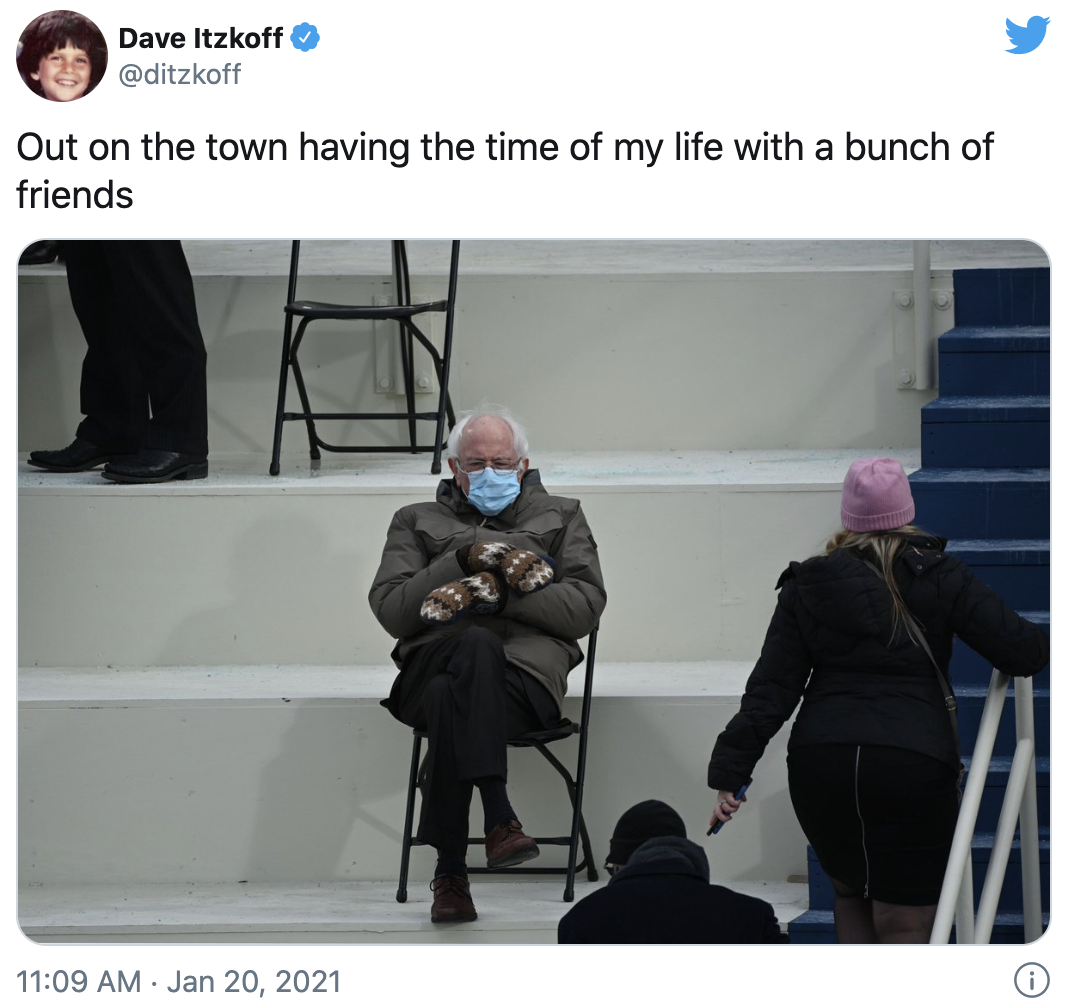 Dave Itzkoff
@ditzkoff
Out on the town having the time of my life with a bunch of
friends
11:09 AM · Jan 20, 2021